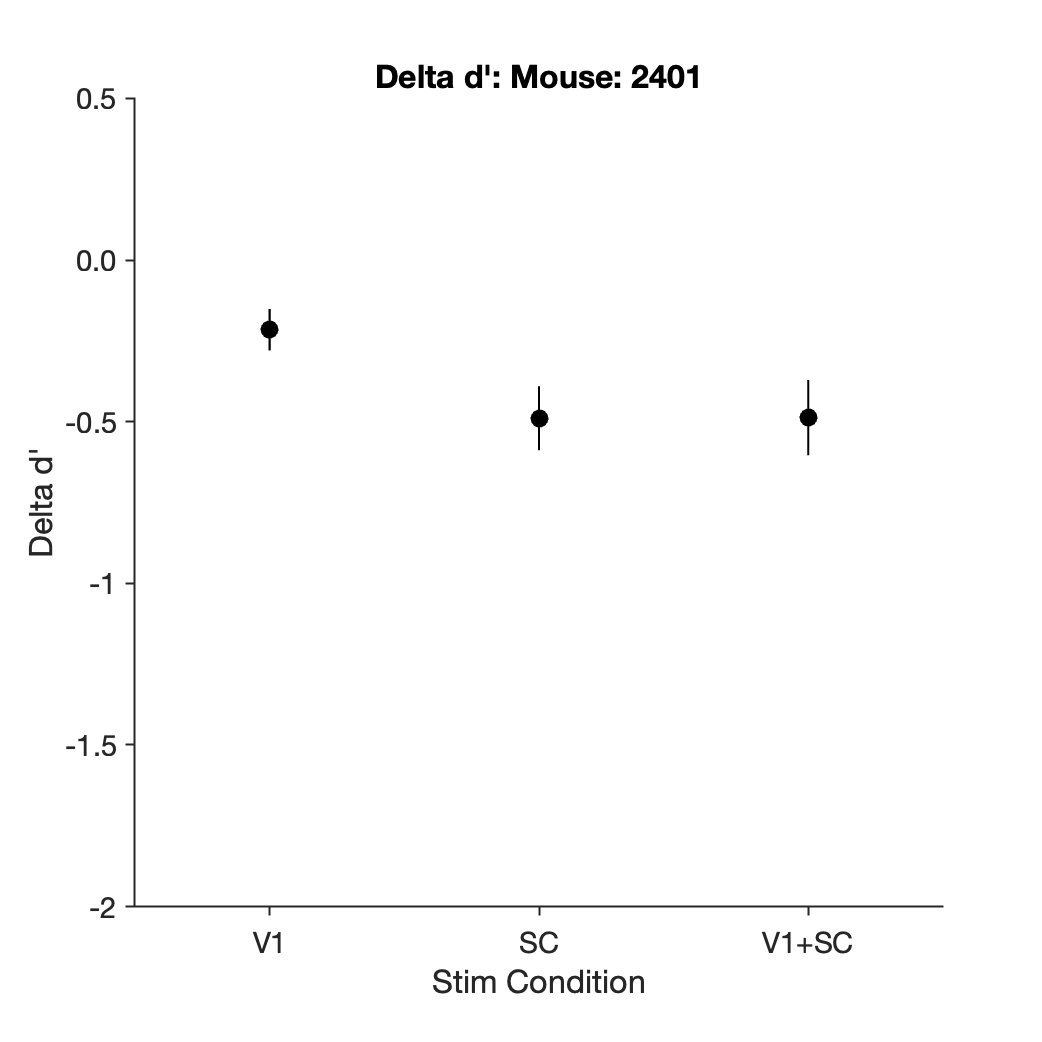 Delta d': Mouse: 2401
0.5
0.0
-0.5
-1
-1.5
-2
Delta d'
V1
SC
V1+SC
Stim Condition